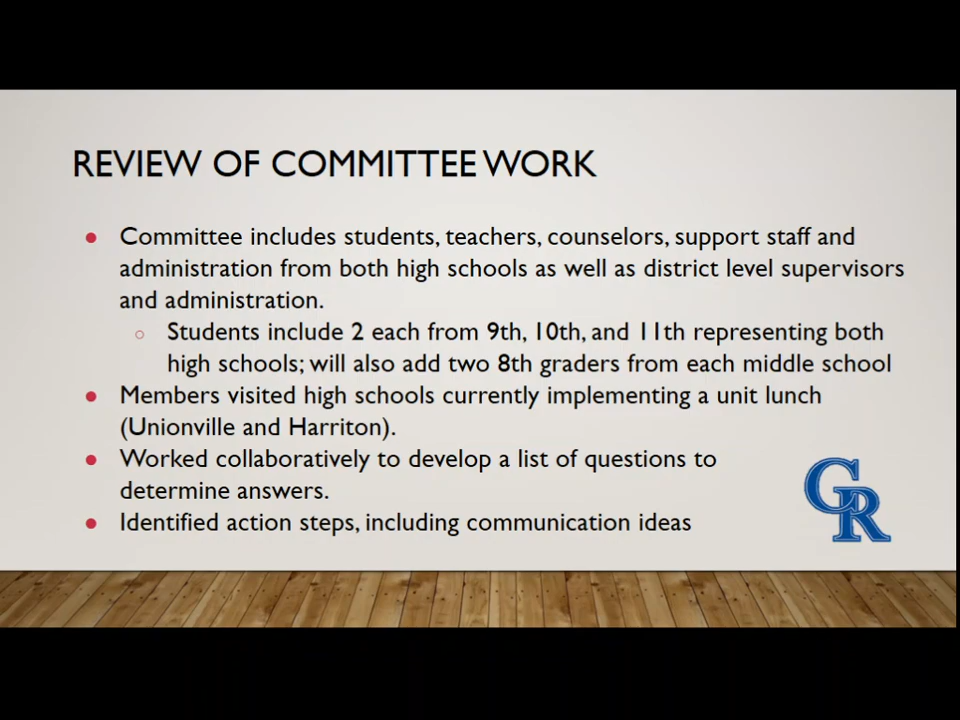 REVIEW OF COMMITTEE WORK
● Committee includes students, teachers, counselors, support staff and
administration from both high schools as well as district level supervisors
and administration.
○ Students include 2 each from 9th, 10th, and 11th representing both
high schools; will also add two 8th graders from each middle school
● Members visited high schools currently implementing a unit lunch
(Unionville and Harriton).
● Worked collaboratively to develop a list of questions to
determine answers.
● Identified action steps, including communication ideas
GR